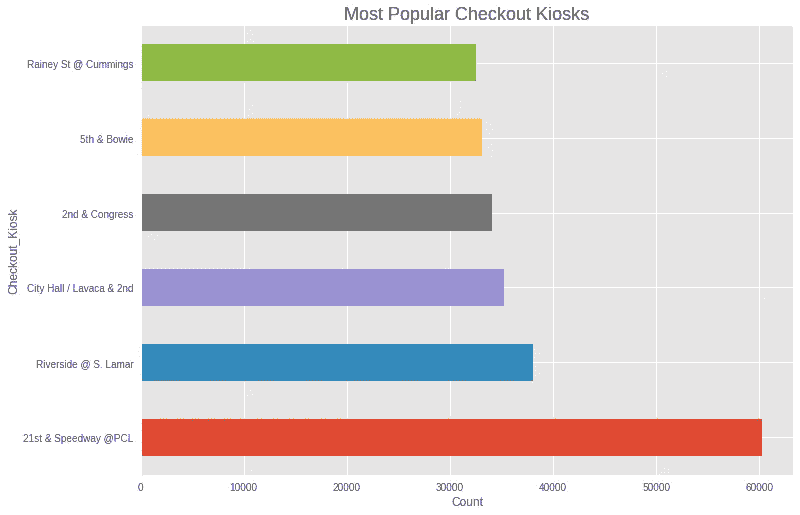 Most Popular Checkout Kiosks
Rainey St @ Cummings
5th & Bowie
2nd & Congress
City Hall / Lavaca & 2nd
Riverside @ S. Lamar
21st & Speedway @PCL
Checkout_Kiosk
0 10000 20000 30000 40000 50000 60000
Count